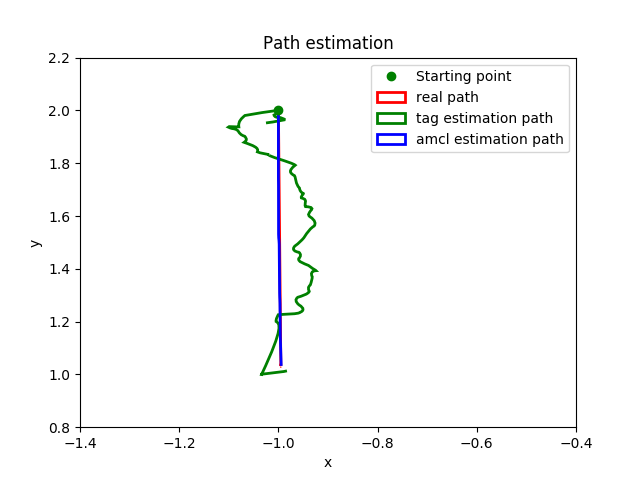 Path estimation
2.2
2.0
1.8
1.6
1.4
1.2
1.0
0.8
y
Starting point
real path
tag estimation path
amcl estimation path
−1.4 −1.2 −1.0 −0.8 −0.6 −0.4
x